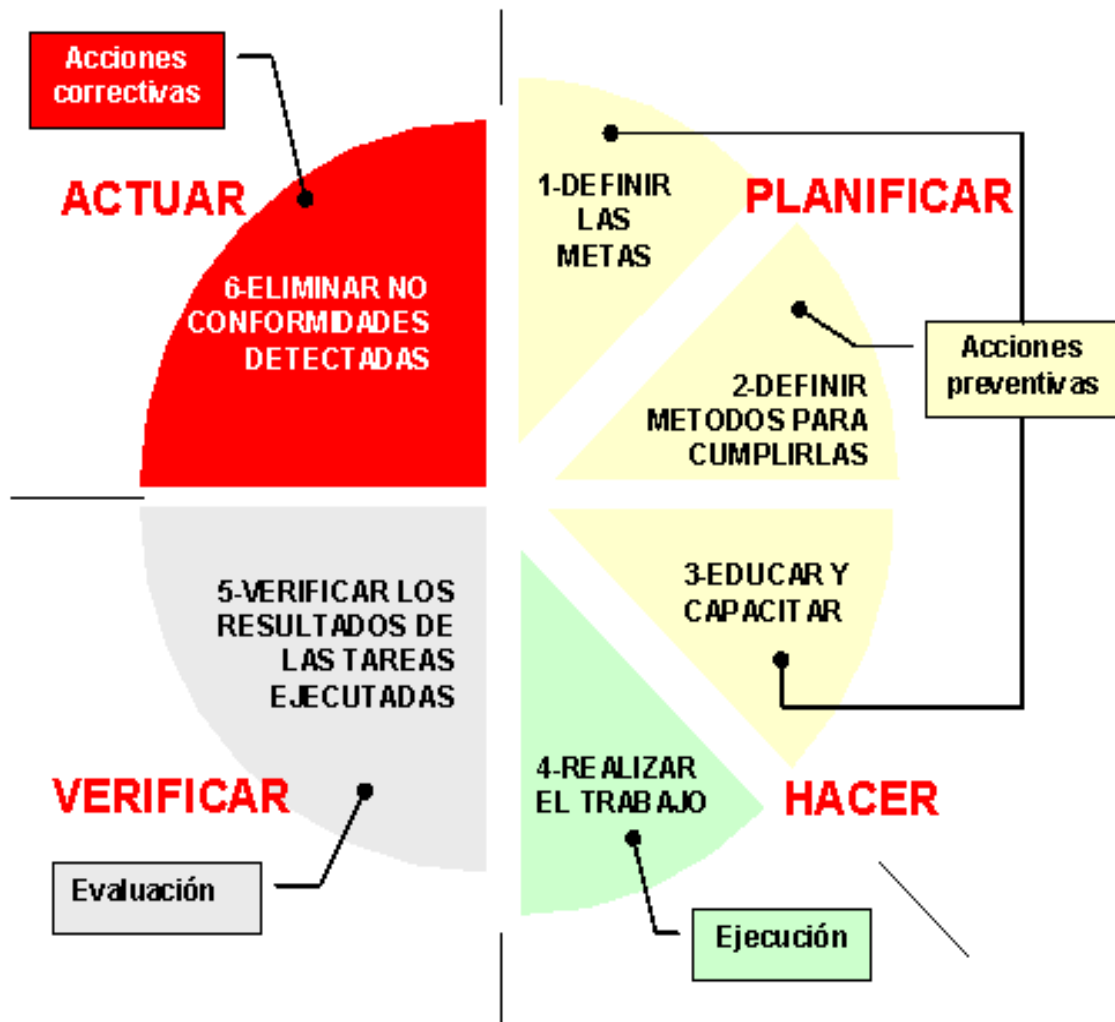 Acciones
correctivas
ACTUAR
6-ELIMINAR NO
CONFORMIDADES
DETECTADAS
1-DEFINIR
LAS
METAS
PLANIFICAR
2-DEFINIR
METODOS PARA
CUMPLIRLAS
Acciones
preventivas
3-EDUCAR Y
CAPACITAR
HACER
4-REALIZAR
EL TRABAJO
Ejecución
5-VERIFICAR LOS
RESULTADOS DE
LAS TAREAS
EJECUTADAS
VERIFICAR
Evaluación